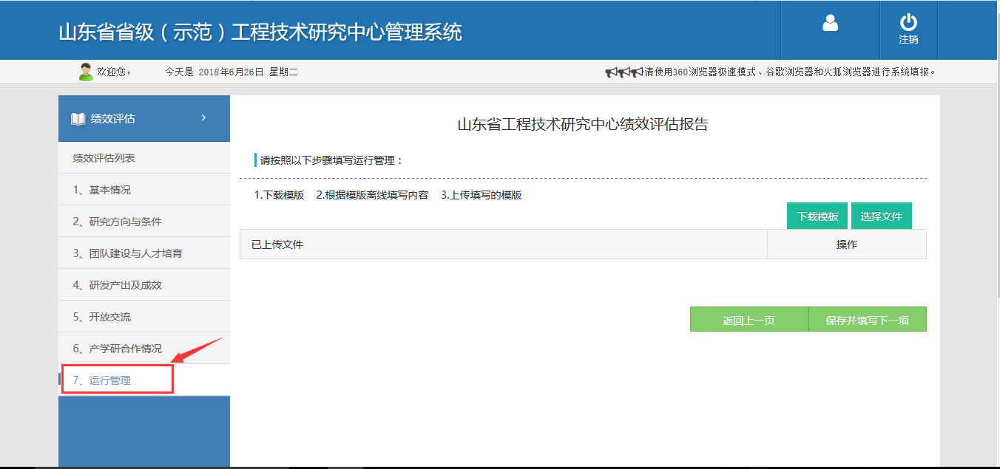 山东省省级（示范）工程技术研究中心管理系统
注销
欢迎您，
今天是 2018年6月26日 星期二
请使用360浏览器极速模式、谷歌浏览器和火狐浏览器进行系统填报。
绩效评估
绩效评估列表
1、基本情况
2、研究方向与条件
3、团队建设与人才培育
4、研发产出及成效
5、开放交流
6、产学研合作情况
7、运行管理
山东省工程技术研究中心绩效评估报告
请按照以下步骤填写运行管理：
1.下载模版 2.根据模版离线填写内容 3.上传填写的模版
下载模板 选择文件
已上传文件 操作
返回上一页 保存并填写下一项